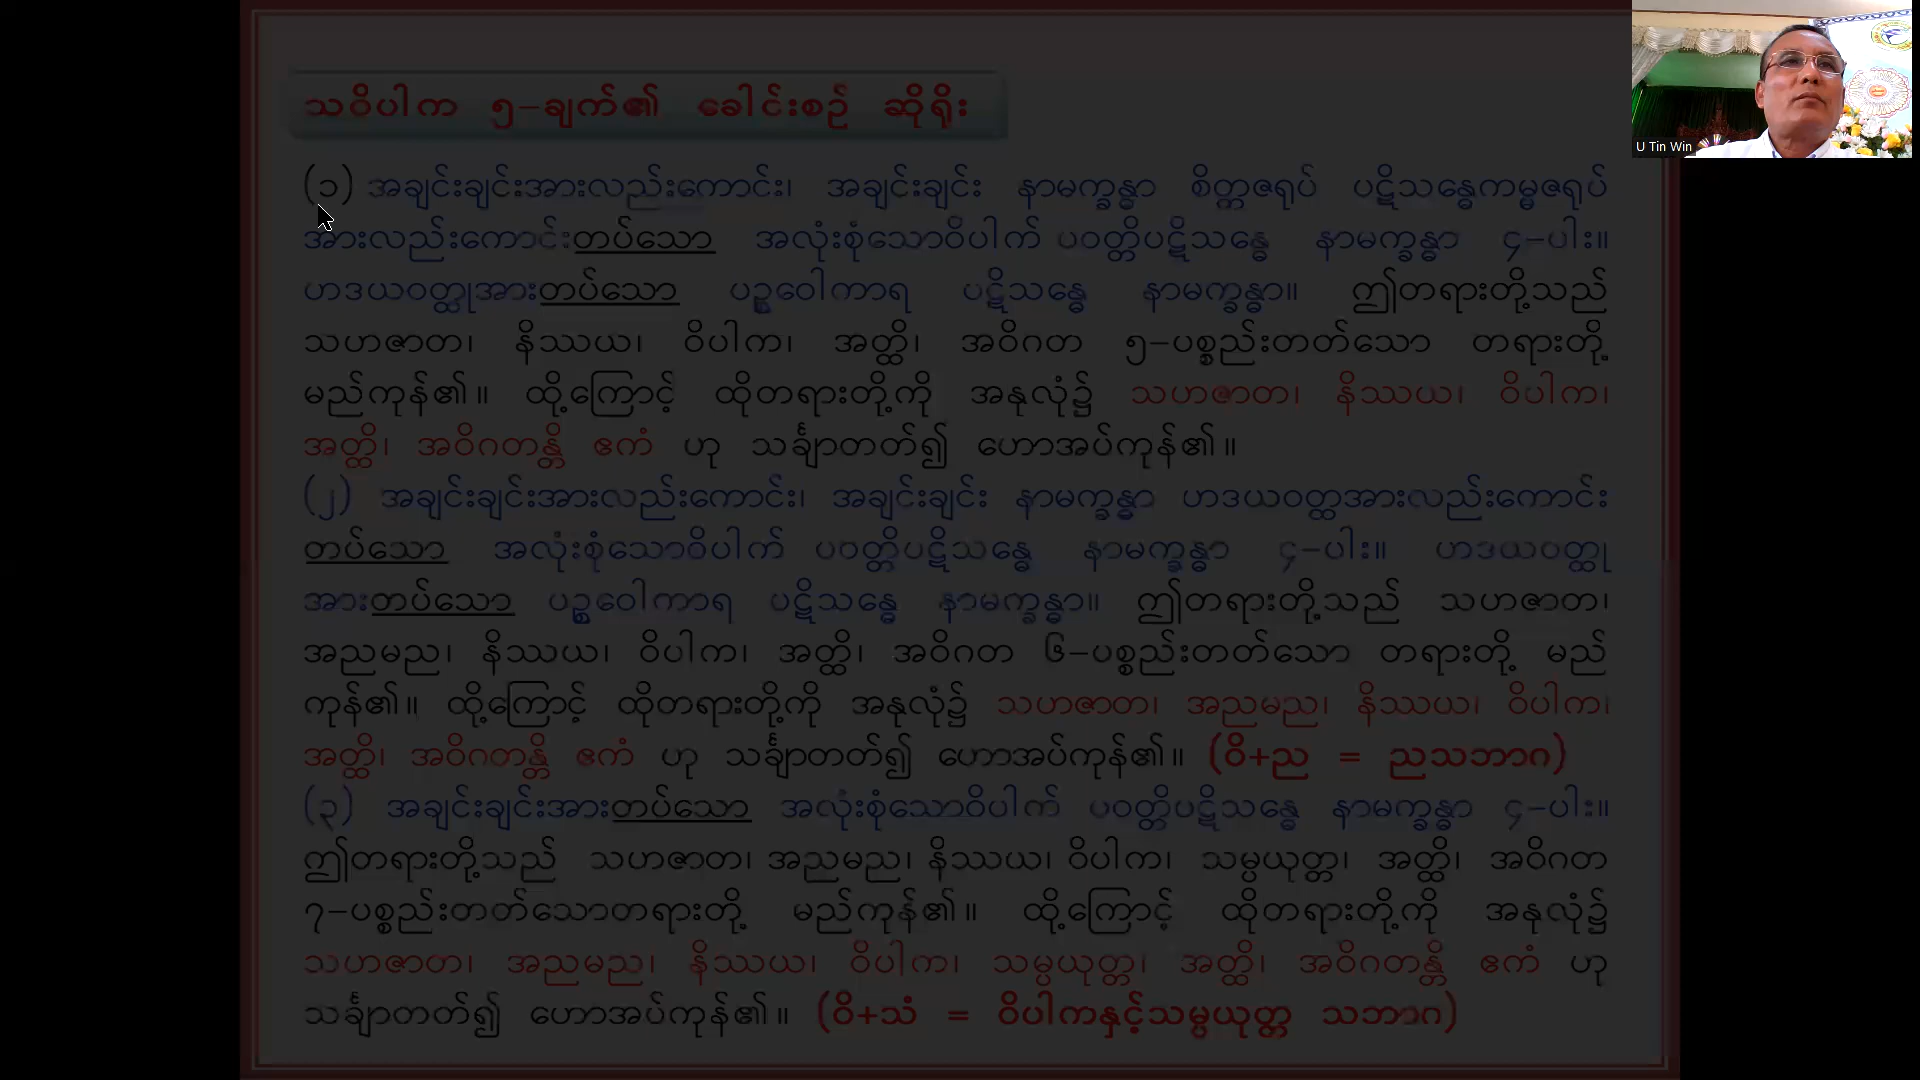 သဝိပါက ၅–ချက်၏ ခေါင်းစဉ် ဆိုရိုး
U Tin Win
(၁) အချင်းချင်းအားလည်းကောင်း၊ အချင်းချင်း နာမက္ခန္ဓာ စိတ္တဇရုပ် ပဋိသန္ဓေကမ္မဇရုပ်
အားလည်းကောင်းတပ်သော အလုံးစုံသောဝိပါက် ပဝတ္တိပဋိသန္ဓေ နာမက္ခန္ဓာ ၄–ပါး။
ဟဒယဝတ္ထုအားတပ်သော ပဉ္စဝေါကာရ ပဋိသန္ဓေ နာမက္ခန္ဓာ။ ဤတရားတို့သည်
သဟဇာတ၊ နိဿယ၊ ဝိပါက၊ အတ္ထိ၊ အဝိဂတ ၅–ပစ္စည်းတတ်သော တရားတို့
မည်ကုန်၏။ ထို့ကြောင့် ထိုတရားတို့ကို အနုလုံ၌ သဟဇာတ၊ နိဿယ၊ ဝိပါက၊
အတ္ထိ၊ အဝိဂတန္တိ ဧကံ ဟု သင်္ချာတတ်၍ ဟောအပ်ကုန်၏။
(၂) အချင်းချင်းအားလည်းကောင်း၊ အချင်းချင်း နာမက္ခန္ဓာ ဟဒယဝတ္ထအားလည်းကောင်း
တပ်သော အလုံးစုံသောဝိပါက် ပဝတ္တိပဋိသန္ဓေ နာမက္ခန္ဓာ ၄–ပါး။ ဟဒယဝတ္ထု
အားတပ်သော ပဉ္စဝေါကာရ ပဋိသန္ဓေ နာမက္ခန္ဓာ။ ဤတရားတို့သည် သဟဇာတ၊
အညမည၊ နိဿယ၊ ဝိပါက၊ အတ္ထိ၊ အဝိဂတ ၆–ပစ္စည်းတတ်သော တရားတို့ မည်
ကုန်၏။ ထို့ကြောင့် ထိုတရားတို့ကို အနုလုံ၌ သဟဇာတ၊ အညမည၊ နိဿယ၊ ဝိပါက၊
အတ္ထိ၊ အဝိဂတန္တိ ဧကံ ဟု သင်္ချာတတ်၍ ဟောအပ်ကုန်၏။ (ဝိ+ည = ညသဘာဂ)
(၃) အချင်းချင်းအားတပ်သော အလုံးစုံသောဝိပါက် ပဝတ္တိပဋိသန္ဓေ နာမက္ခန္ဓာ ၄–ပါး။
ဤတရားတို့သည် သဟဇာတ၊ အညမည၊ နိဿယ၊ ဝိပါက၊ သမ္ပယုတ္တ၊ အတ္ထိ၊ အဝိဂတ
၇–ပစ္စည်းတတ်သောတရားတို့ မည်ကုန်၏။ ထို့ကြောင့် ထိုတရားတို့ကို အနုလုံ၌
သဟဇာတ၊ အညမည၊ နိဿယ၊ ဝိပါက၊ သမ္ပယုတ္တ၊ အတ္ထိ၊ အဝိဂတန္တိ ဧကံ ဟု
သင်္ချာတတ်၍ ဟောအပ်ကုန်၏။ (ဝိ+သံ = ဝိပါကနှင့်သမ္ပယုတ္တ သဘာဂ)